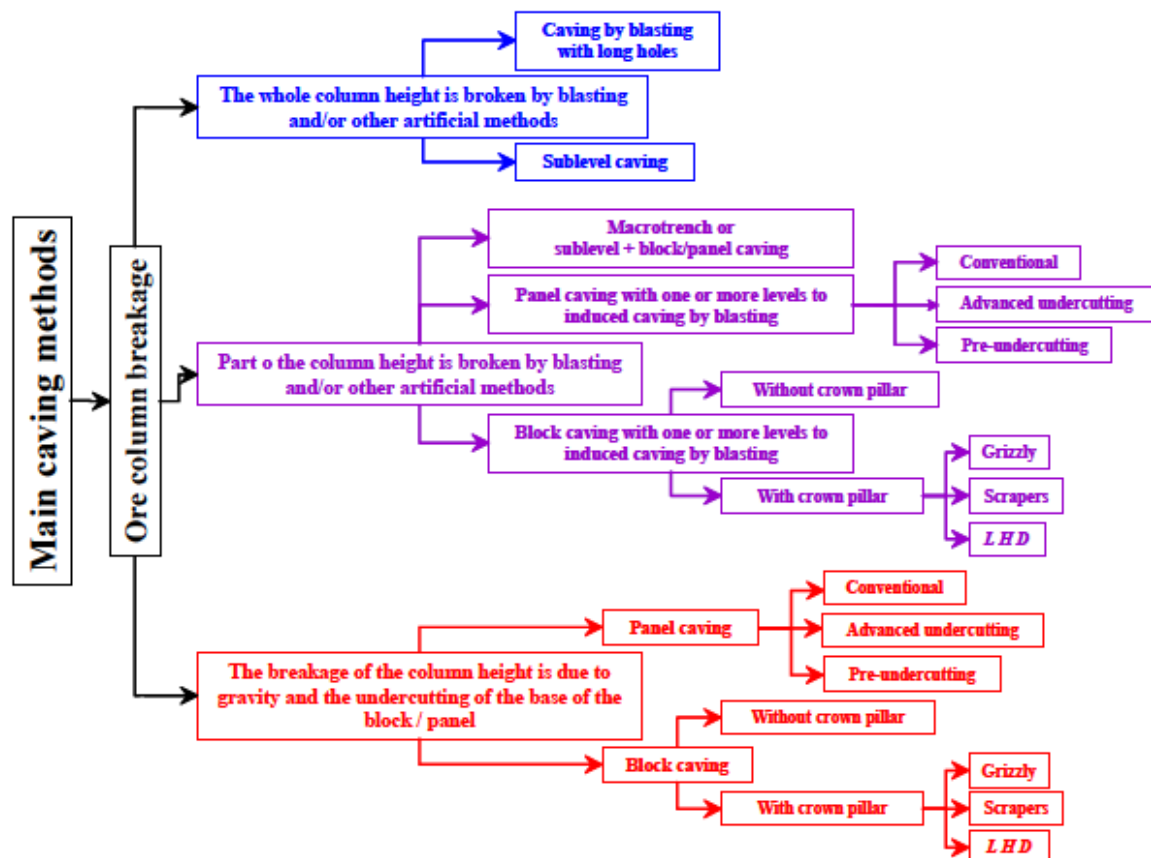 Main caving methods
Ore column breakage
The whole column height is broken by blasting
and/or other artificial methods
Caving by blasting
with long holes
Sublevel caving
Part o the column height is broken by blasting
and/or other artificial methods
Macrotrench or
sublevel + block/panel caving
Panel caving with one or more levels to
induced caving by blasting
Conventional
Advanced undercutting
Pre-undercutting
Block caving with one or more levels to
induced caving by blasting
Without crown pillar
With crown pillar
Grizzly
Scrapers
LHD
The breakage of the column height is due to
gravity and the undercutting of the base of the
block / panel
Panel caving
Conventional
Advanced undercutting
Pre-undercutting
Block caving
Without crown pillar
With crown pillar
Grizzly
Scrapers
LHD